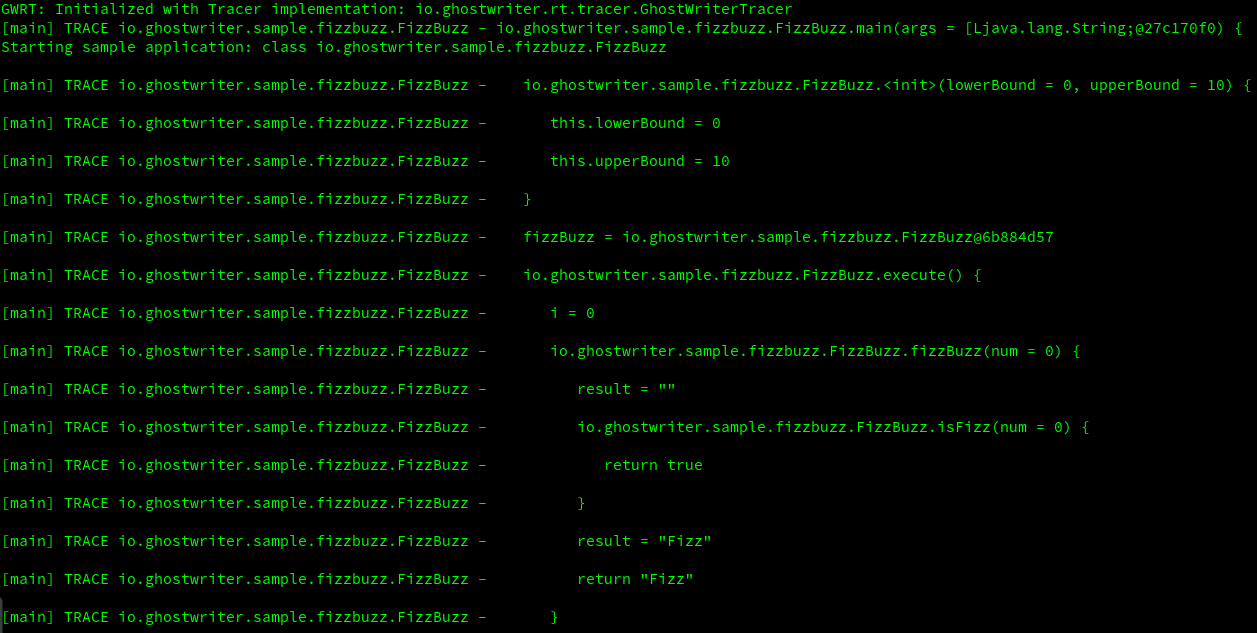 GWRT: Initialized with Tracer implementation: io.ghostwriter.rt.tracer.GhostWriterTracer
[main] TRACE io.ghostwriter.sample.fizzbuzz.FizzBuzz - io.ghostwriter.sample.fizzbuzz.FizzBuzz.main(args = [Ljava.lang.String;@27c170f0) {
Starting sample application: class io.ghostwriter.sample.fizzbuzz.FizzBuzz
[main] TRACE io.ghostwriter.sample.fizzbuzz.FizzBuzz -    io.ghostwriter.sample.fizzbuzz.FizzBuzz.<init>(lowerBound = 0, upperBound = 10) {
[main] TRACE io.ghostwriter.sample.fizzbuzz.FizzBuzz -       this.lowerBound = 0
[main] TRACE io.ghostwriter.sample.fizzbuzz.FizzBuzz -       this.upperBound = 10
[main] TRACE io.ghostwriter.sample.fizzbuzz.FizzBuzz -    }
[main] TRACE io.ghostwriter.sample.fizzbuzz.FizzBuzz -    fizzBuzz = io.ghostwriter.sample.fizzbuzz.FizzBuzz@6b884d57
[main] TRACE io.ghostwriter.sample.fizzbuzz.FizzBuzz -    io.ghostwriter.sample.fizzbuzz.FizzBuzz.execute() {
[main] TRACE io.ghostwriter.sample.fizzbuzz.FizzBuzz -       i = 0
[main] TRACE io.ghostwriter.sample.fizzbuzz.FizzBuzz -       io.ghostwriter.sample.fizzbuzz.FizzBuzz.fizzBuzz(num = 0) {
[main] TRACE io.ghostwriter.sample.fizzbuzz.FizzBuzz -          result = ""
[main] TRACE io.ghostwriter.sample.fizzbuzz.FizzBuzz -          io.ghostwriter.sample.fizzbuzz.FizzBuzz.isFizz(num = 0) {
[main] TRACE io.ghostwriter.sample.fizzbuzz.FizzBuzz -             return true
[main] TRACE io.ghostwriter.sample.fizzbuzz.FizzBuzz -          }
[main] TRACE io.ghostwriter.sample.fizzbuzz.FizzBuzz -          result = "Fizz"
[main] TRACE io.ghostwriter.sample.fizzbuzz.FizzBuzz -          return "Fizz"
[main] TRACE io.ghostwriter.sample.fizzbuzz.FizzBuzz -       }